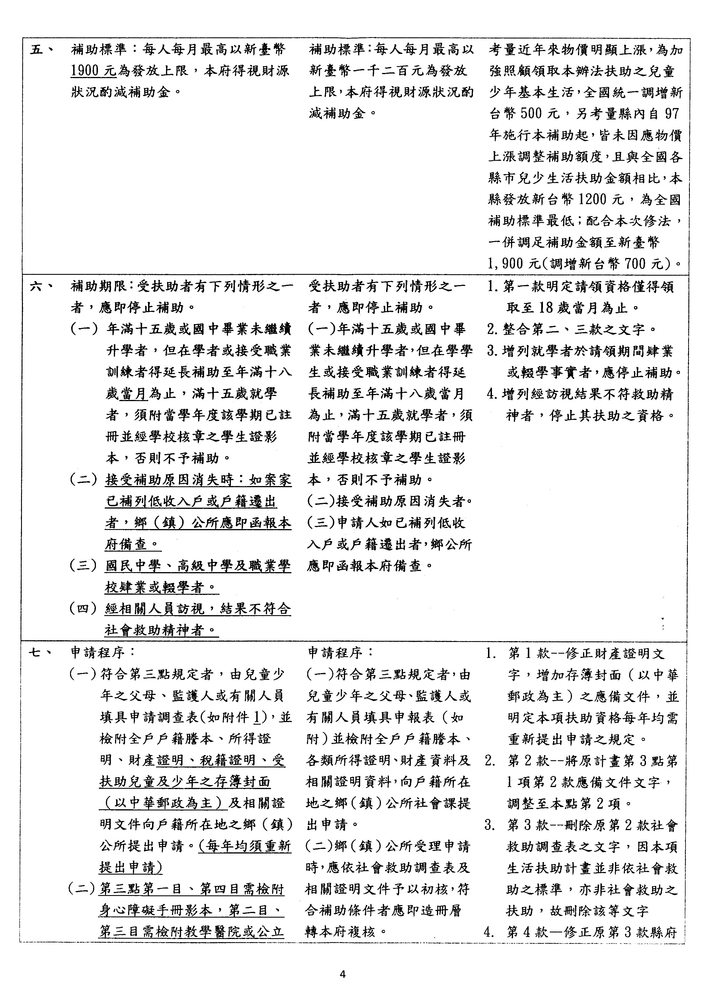 五、
補助標準：每人每月最高以新臺幣
1900 元為發放上限，本府得視財源
狀況酌減補助金。
補助標準：每人每月最高以
新臺幣一千二百元為發放
上限，本府得視財源狀況酌
減補助金。
考量近年來物價明顯上漲，為加
強照顧領取本辦法扶助之兒童
少年基本生活，全國統一調增新
台幣 500 元，另考量縣內自 97
年施行本補助起，皆未因應物價
上漲調整補助額度，且與全國各
縣市兒少生活扶助金額相比，本
縣發放新台幣 1200 元，為全國
補助標準最低；配合本次修法，
一併調足補助金額至新臺幣
1,900 元(調增新台幣 700 元)。
六、
補助期限：受扶助者有下列情形之一
者，應即停止補助。
(一) 年滿十五歲或國中畢業未繼續
升學者，但在學者或接受職業
訓練者得延長補助至年滿十八
歲當月為止，滿十五歲就學
者，須附當學年度該學期已註
冊並經學校核章之學生證影
本，否則不予補助。
(二) 接受補助原因消失時：如案家
已補列低收入戶或戶籍遷出
者，鄉（鎮）公所應即函報本
府備查。
(三) 國民中學、高級中學及職業學
校肄業或輟學者。
(四) 經相關人員訪視，結果不符合
社會救助精神者。
受扶助者有下列情形之一
者，應即停止補助。
(一)年滿十五歲或國中畢
業未繼續升學者，但在學學
生或接受職業訓練者得延
長補助至年滿十八歲當月
為止，滿十五歲就學者，須
附當學年度該學期已註冊
並經學校核章之學生證影
本，否則不予補助。
(二)接受補助原因消失者。
(三)申請人如已補列低收
入戶或戶籍遷出者，鄉公所
應即函報本府備查。
1. 第一款明定請領資格僅得領
取至 18 歲當月為止。
2. 整合第二、三款之文字。
3. 增列就學者於請領期間肄業
或輟學事實者，應停止補助。
4. 增列經訪視結果不符救助精
神者，停止其扶助之資格。
七、
申請程序：
(一)符合第三點規定者，由兒童少
年之父母、監護人或有關人員
填具申請調查表(如附件 1)，並
檢附全戶戶籍謄本、所得證
明、財產證明、稅籍證明、受
扶助兒童及少年之存簿封面
（以中華郵政為主）及相關證
明文件向戶籍所在地之鄉（鎮）
公所提出申請。(每年均須重新
提出申請)
(二)第三點第一目、第四目需檢附
身心障礙手冊影本，第二目、
第三目需檢附教學醫院或公立
申請程序：
(一)符合第三點規定者，由
兒童少年之父母、監護人或
有關人員填具申報表（如
附）並檢附全戶戶籍謄本、
各類所得證明、財產資料及
相關證明資料，向戶籍所在
地之鄉（鎮）公所社會課提
出申請。
(二)鄉（鎮）公所受理申請
時，應依社會救助調查表及
相關證明文件予以初核，符
合補助條件者應即造冊層
轉本府複核。
1. 第 1 款--修正財產證明文
字，增加存簿封面（以中華
郵政為主）之應備文件，並
明定本項扶助資格每年均需
重新提出申請之規定。
2. 第 2 款--將原計畫第 3 點第
1 項第 2 款應備文件文字，
調整至本點第 2 項。
3. 第 3 款--刪除原第 2 款社會
救助調查表之文字，因本項
生活扶助計畫並非依社會救
助之標準，亦非社會救助之
扶助，故刪除該等文字
4. 第 4 款—修正原第 3 款縣府
4